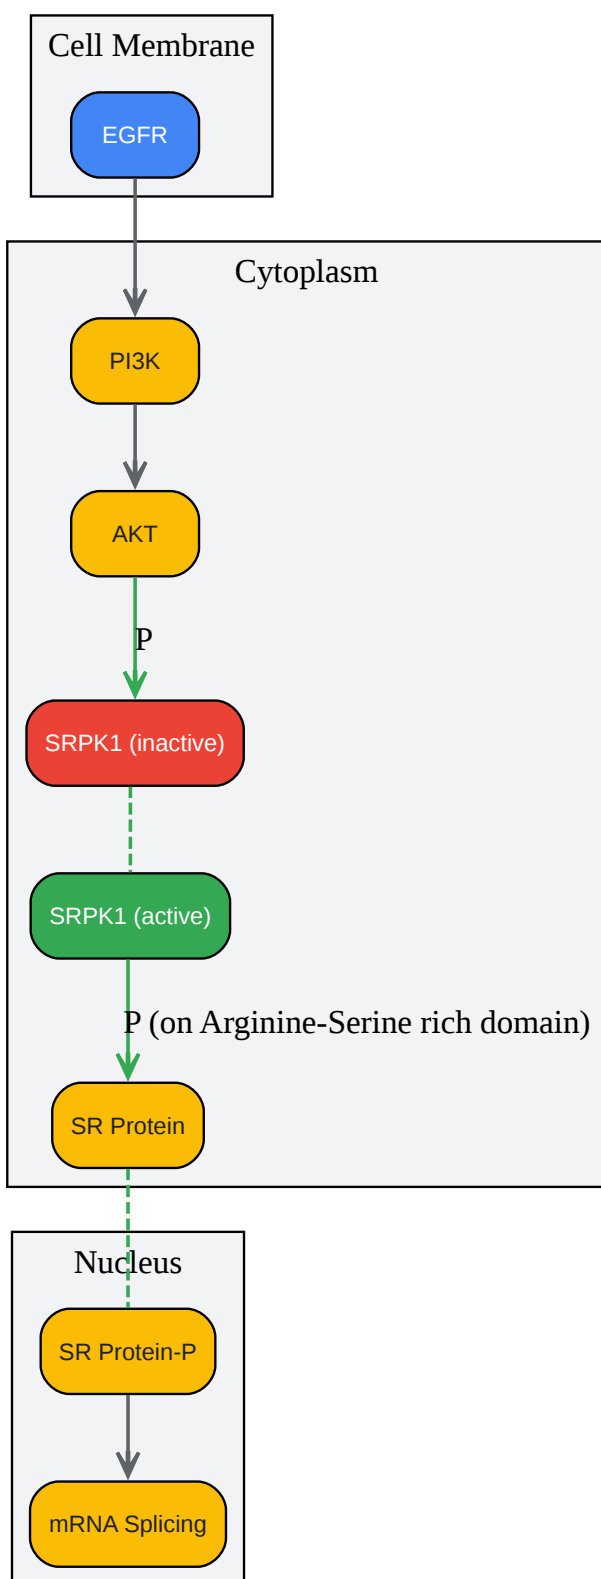 Cell Membrane
EGFR
Cytoplasm
PI3K
AKT
P
SRPK1 (inactive)
SRPK1 (active)
P (on Arginine-Serine rich domain)
SR Protein
Nucleus
SR Protein-P
mRNA Splicing